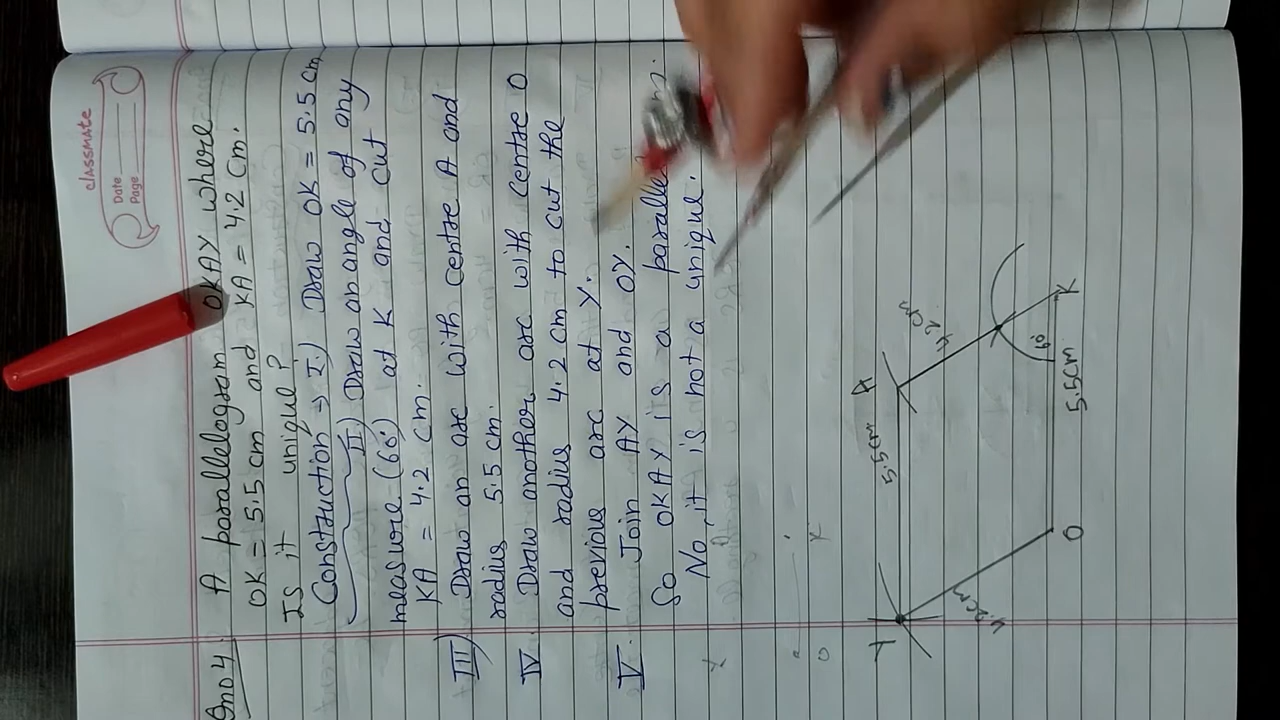 classmate
Date
Page
Qno4. A parallelogram OKAY where
OK = 5.5 cm and KA = 4.2 cm.
Is it unique?
Construction → I.) Draw OK = 5.5 cm
II) Draw an angle of any
measure (60°) at K and cut
KA = 4.2 cm.
III) Draw an arc with centre A and
radius 5.5 cm.
IV. Draw another arc with centre O
and radius 4.2 cm to cut the
previous arc at Y.
V. Join AY and OY.
So OKAY is a
No, it is not a unique.
Y
A
5.5cm
4.2cm
4.2cm
60°
O
5.5cm
K